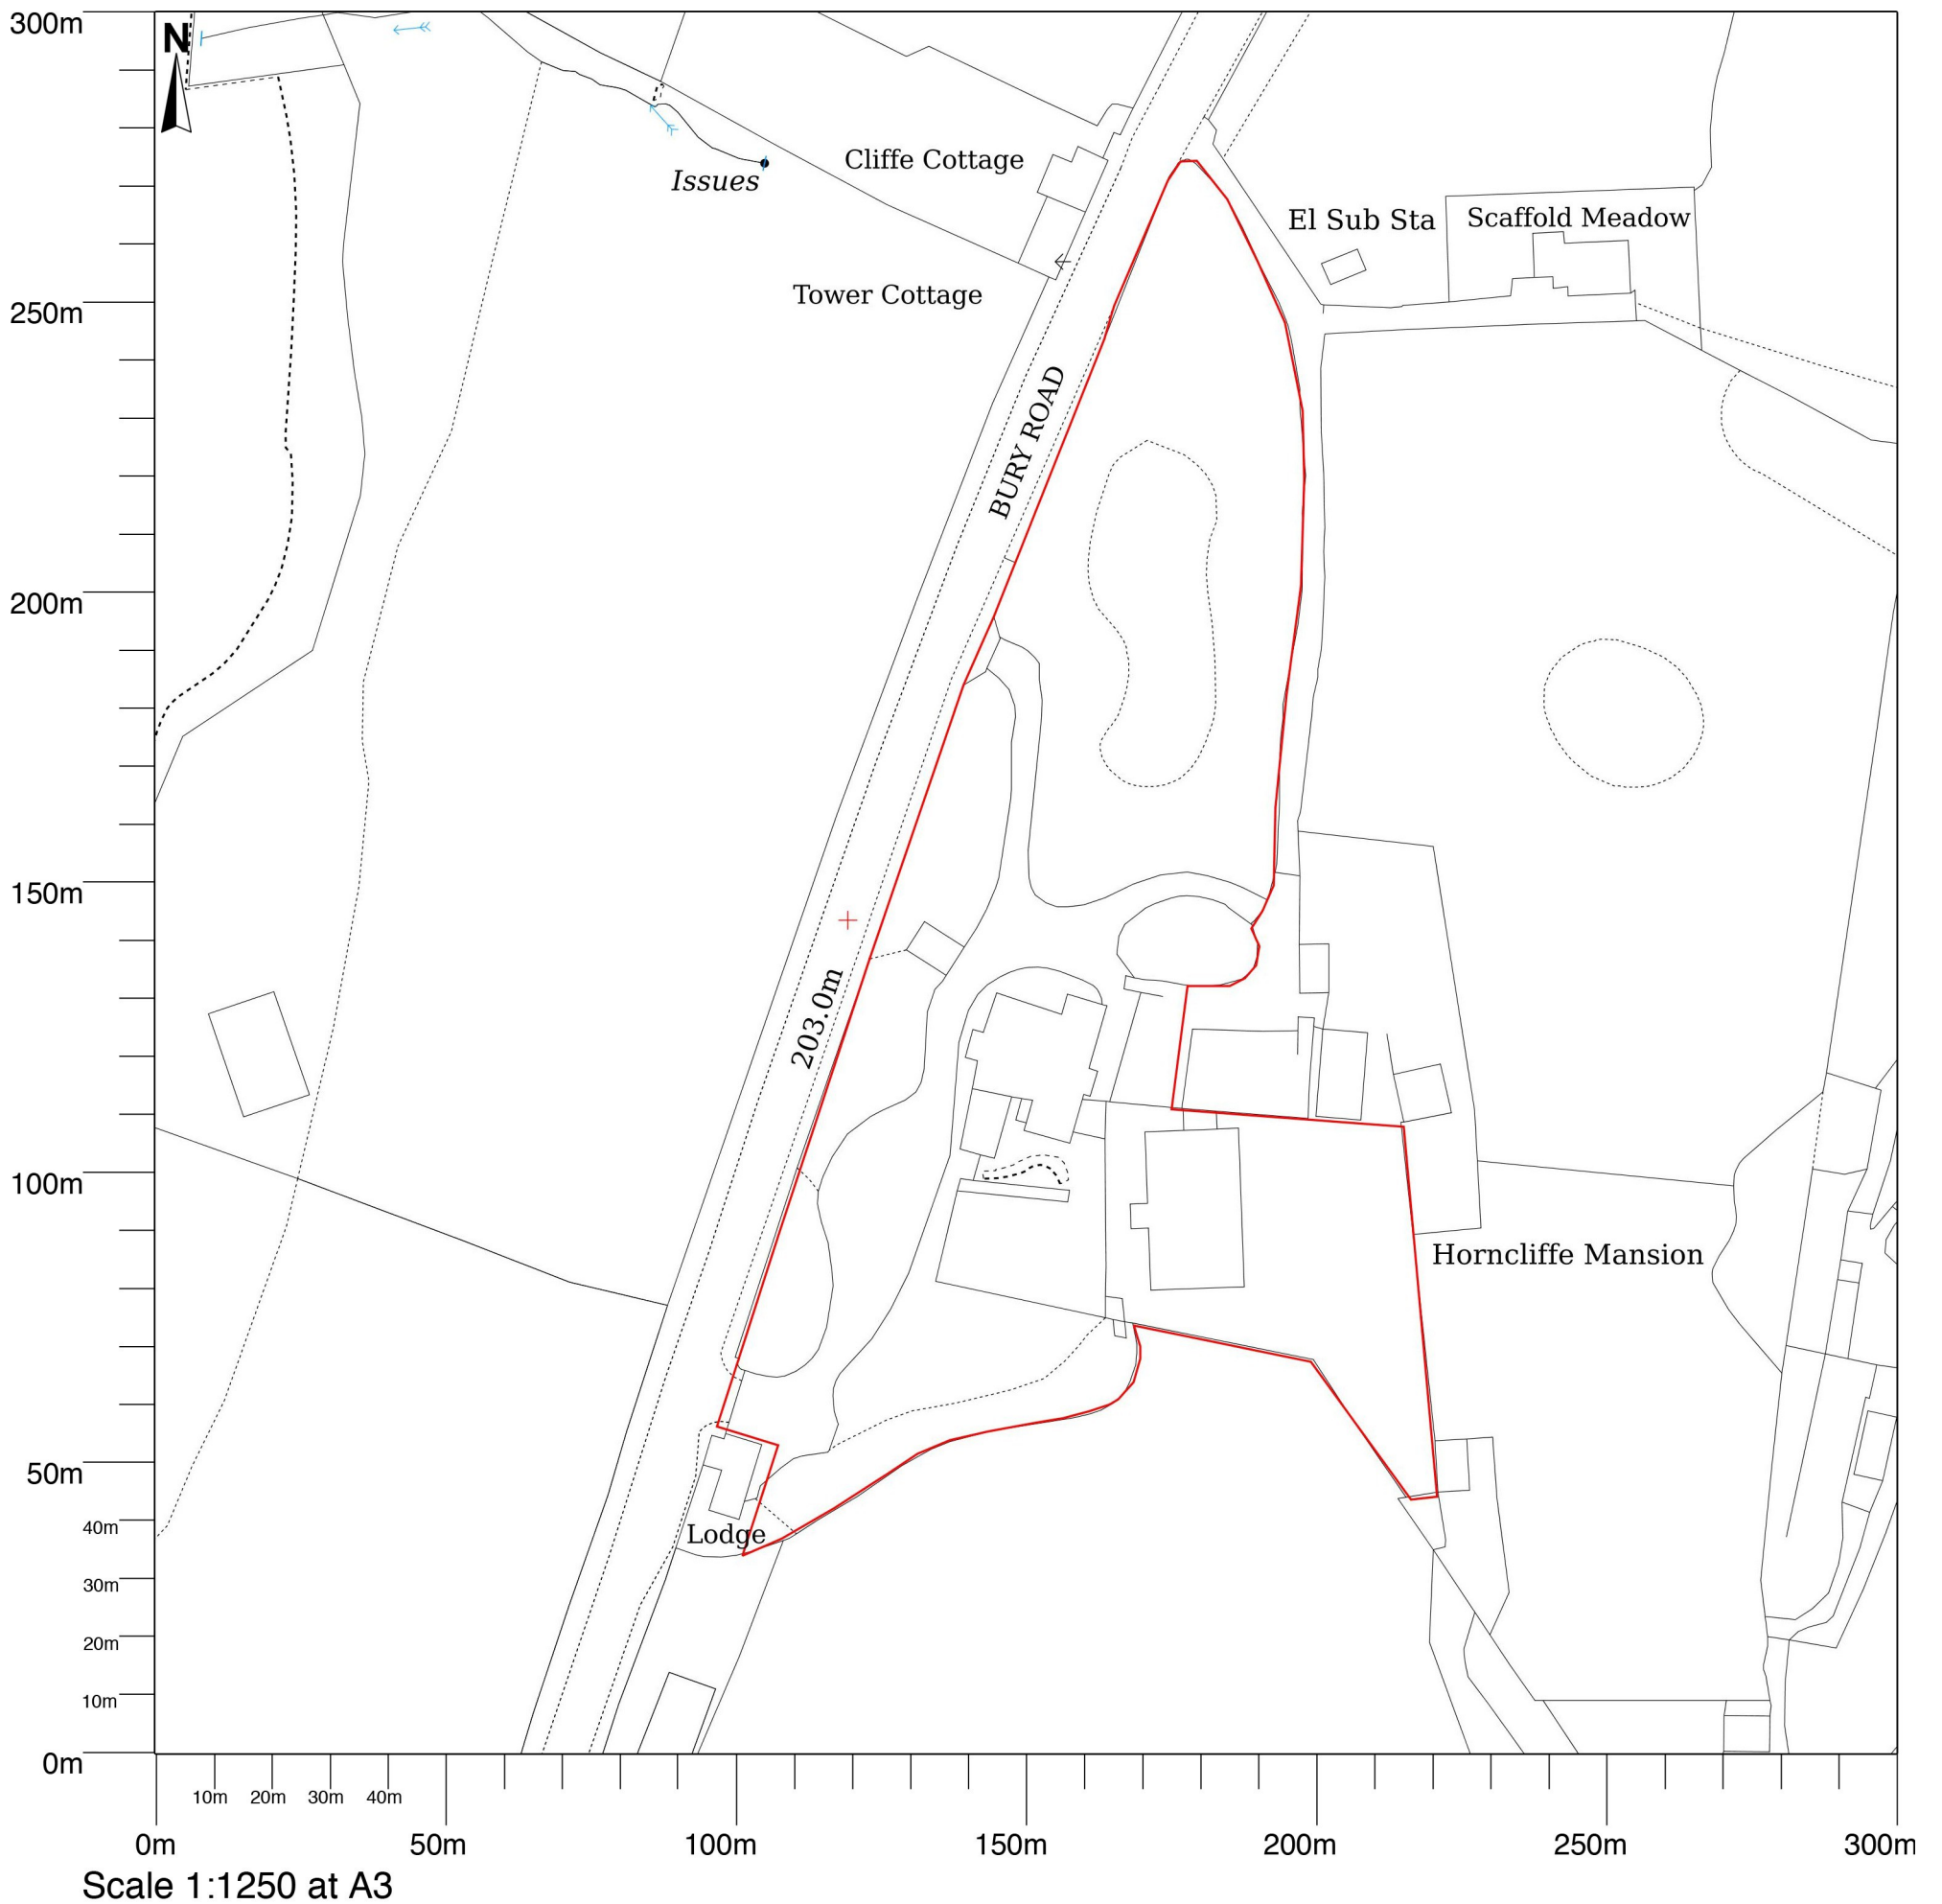 300m
N
Cliffe Cottage
Issues
El Sub Sta
Scaffold Meadow
Tower Cottage
250m
BURY ROAD
200m
150m
203.0m
100m
Horncliffe Mansion
50m
40m
Lodge
30m
20m
10m
0m
10m 20m 30m 40m
0m 50m 100m 150m 200m 250m 300m
Scale 1:1250 at A3